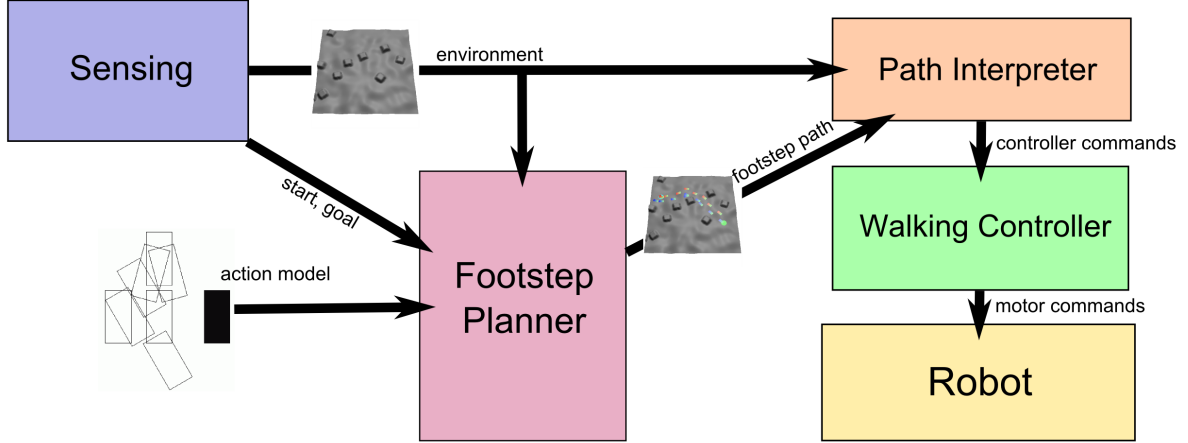 Sensing
environment
Path Interpreter
start, goal
footstep path
controller commands
action model
Footstep
Planner
Walking Controller
motor commands
Robot